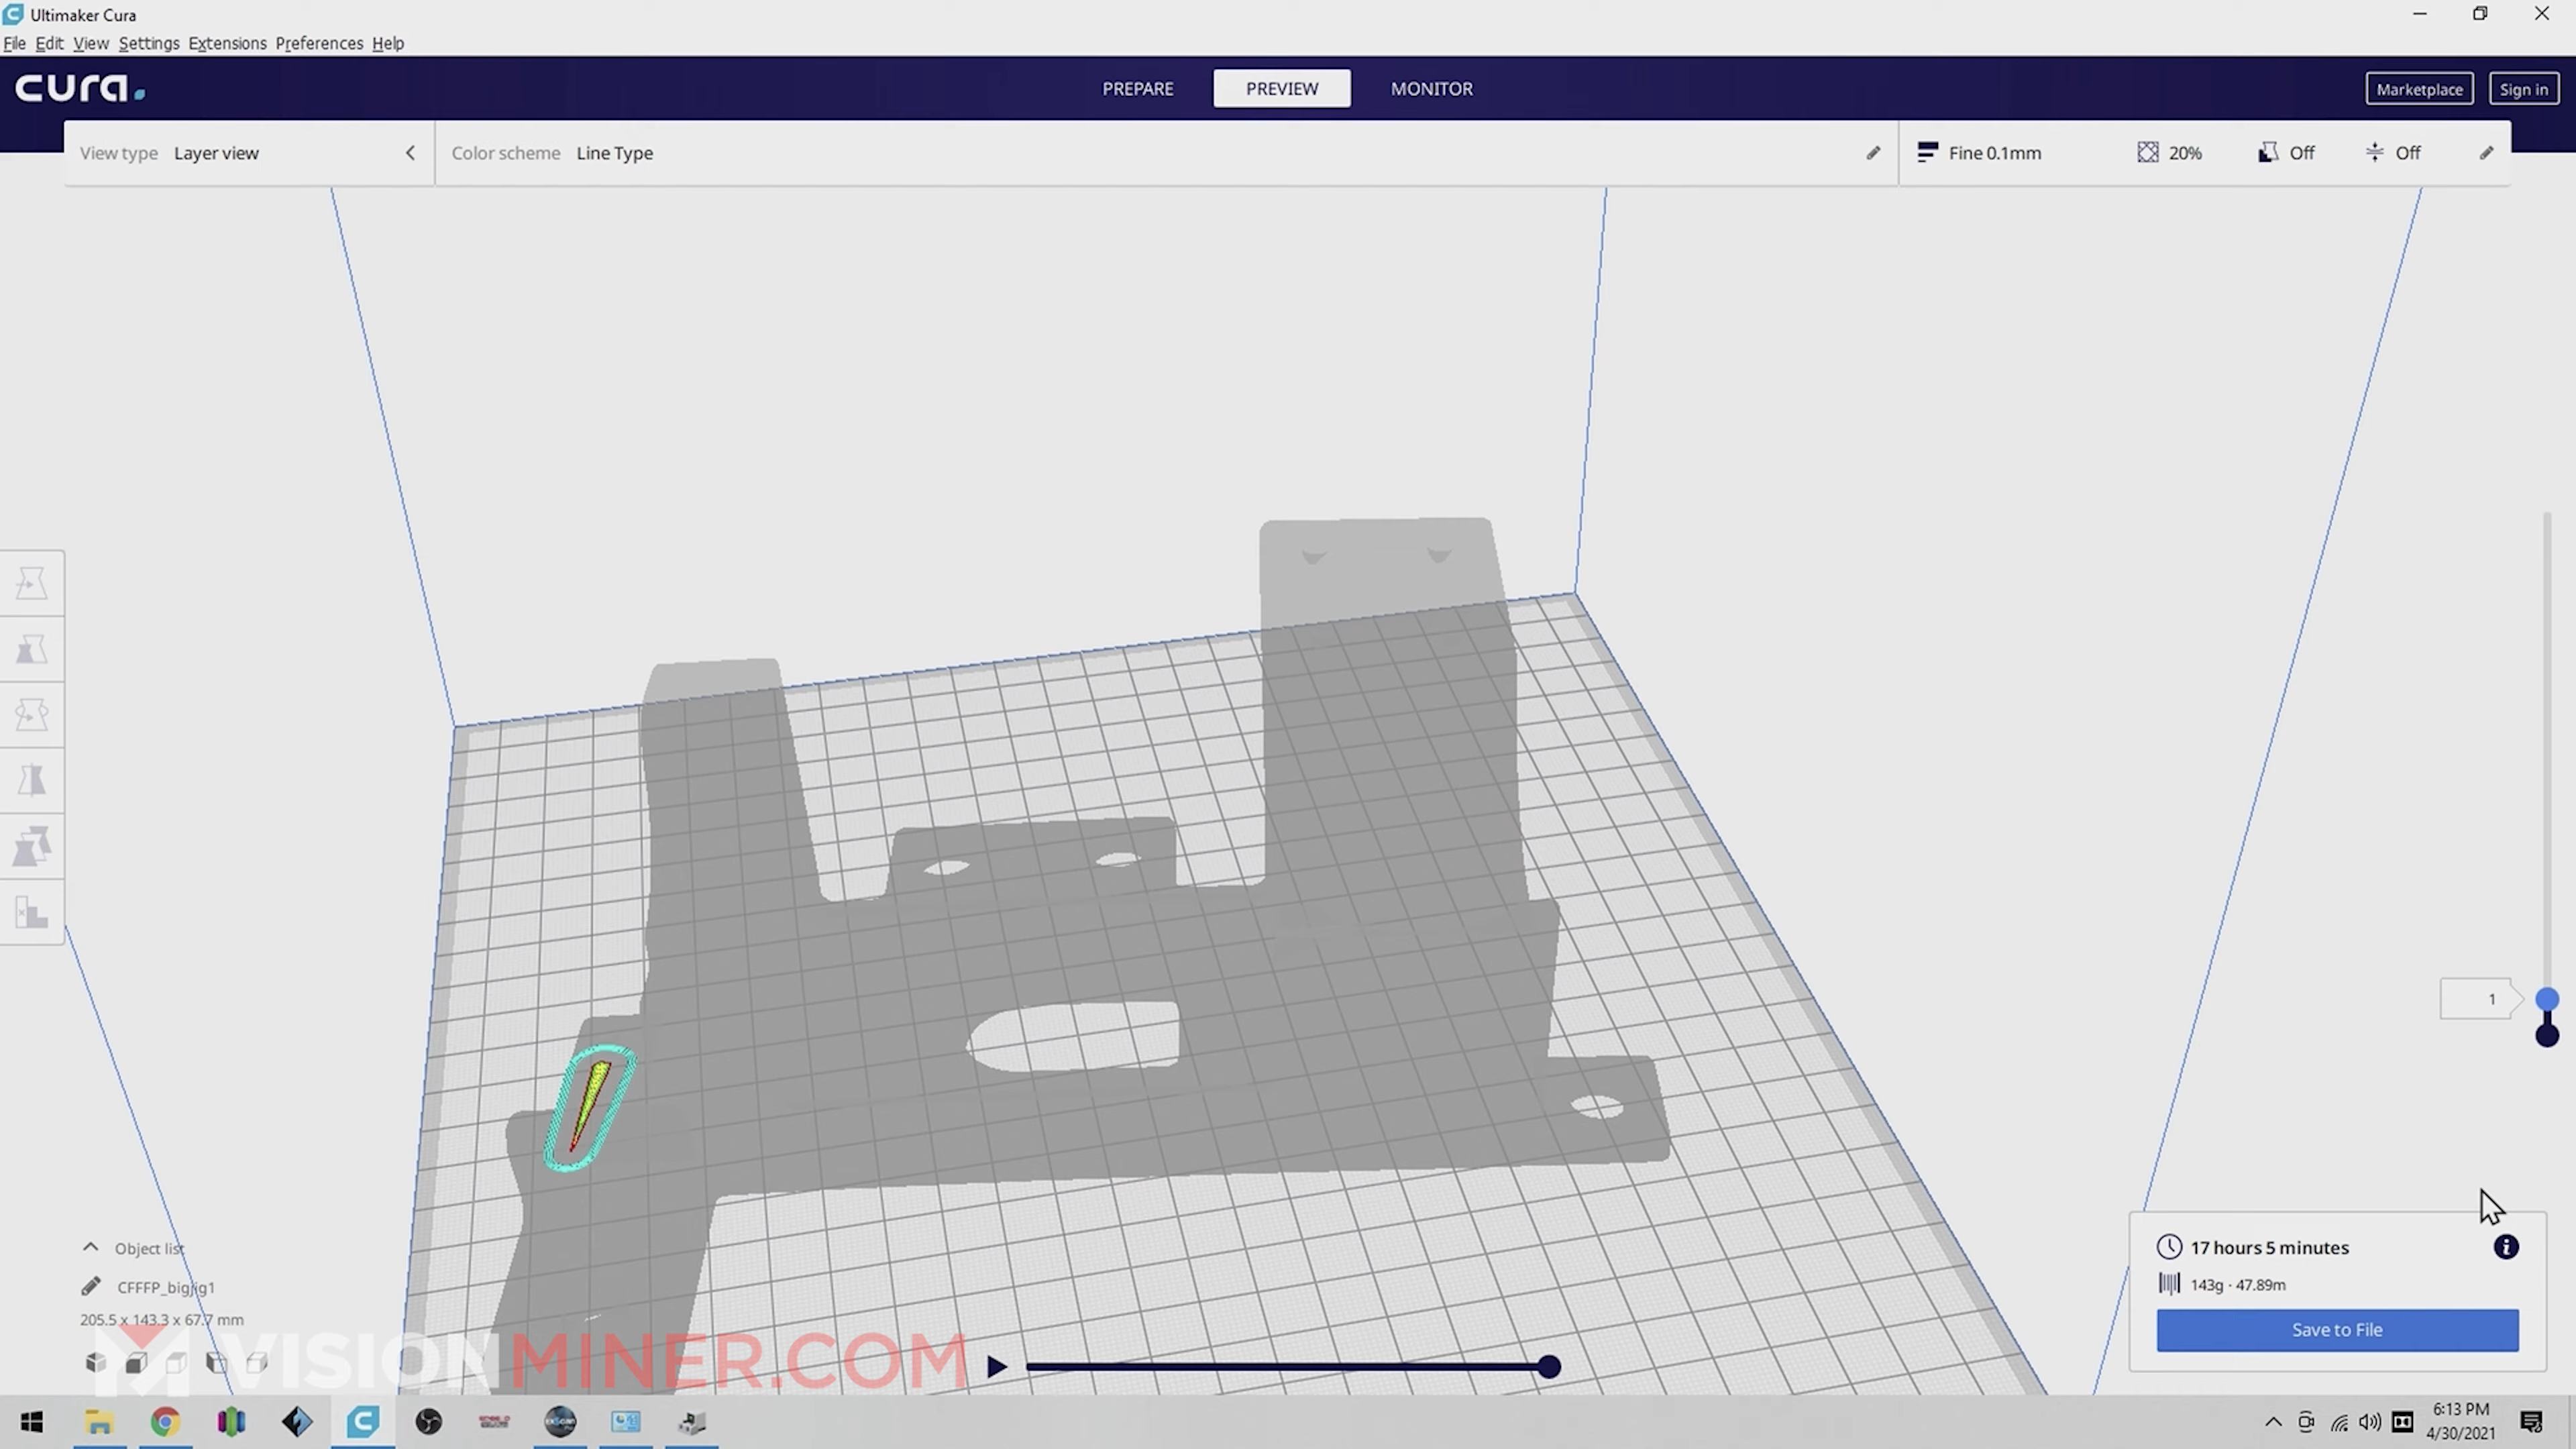 Ultimaker Cura
File Edit View Settings Extensions Preferences Help
cura.
PREPARE PREVIEW MONITOR
Marketplace Sign in
View type Layer view
Color scheme Line Type
Fine 0.1mm 20% Off Off
1
Object list
CFFFP_bigjig1
205.5 x 143.3 x 67.7 mm
17 hours 5 minutes
143g · 47.89m
Save to File
VISIONMINER.COM
6:13 PM
4/30/2021